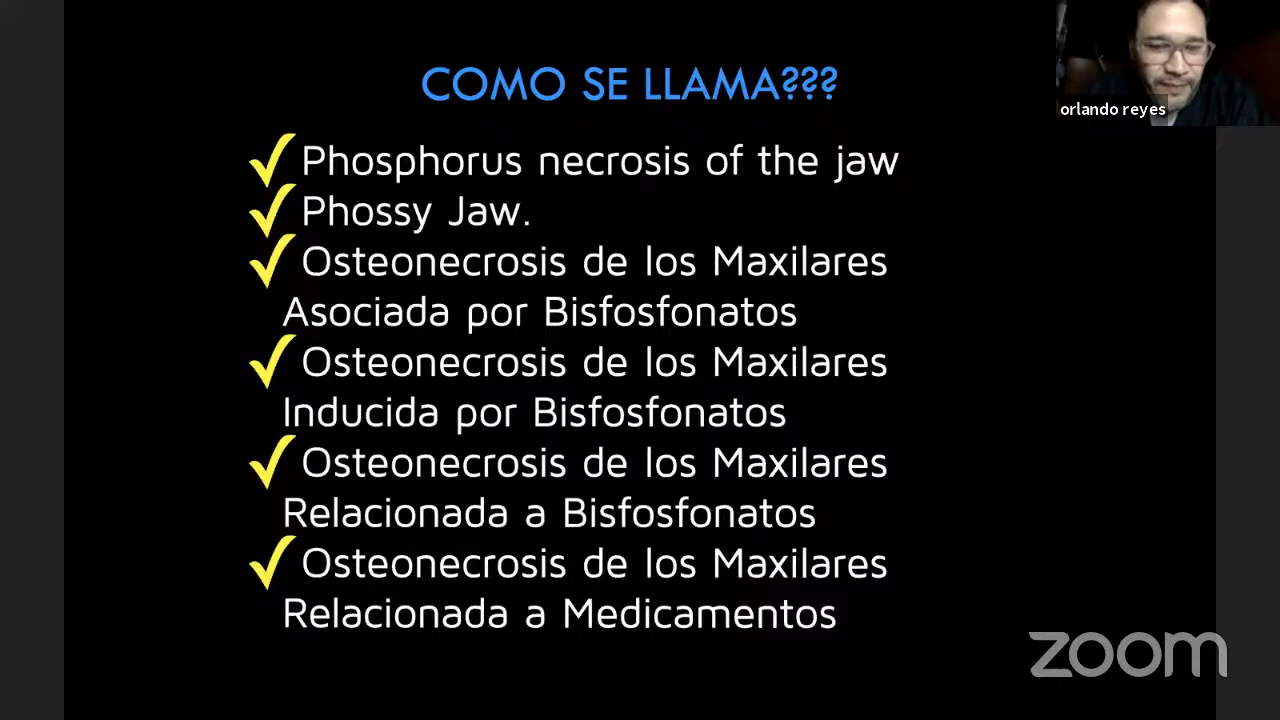 COMO SE LLAMA???
orlando reyes
Phosphorus necrosis of the jaw
Phossy Jaw.
Osteonecrosis de los Maxilares
Asociada por Bisfosfonatos
Osteonecrosis de los Maxilares
Inducida por Bisfosfonatos
Osteonecrosis de los Maxilares
Relacionada a Bisfosfonatos
Osteonecrosis de los Maxilares
Relacionada a Medicamentos
zoom